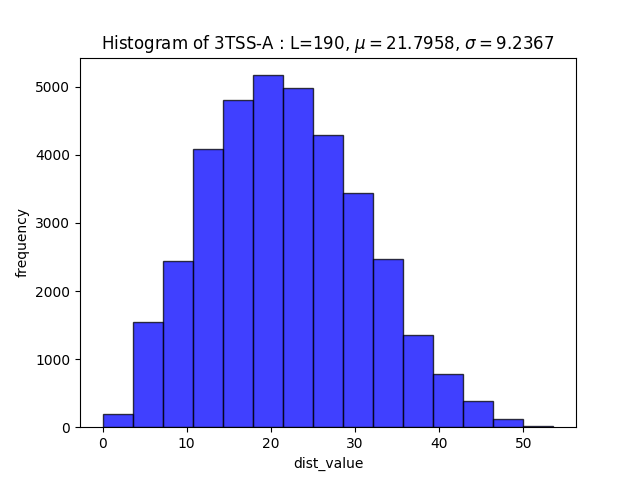 Histogram of 3TSS-A : L=190, μ = 21.7958, σ = 9.2367
5000
4000
3000
2000
1000
0
frequency
0 10 20 30 40 50
dist_value